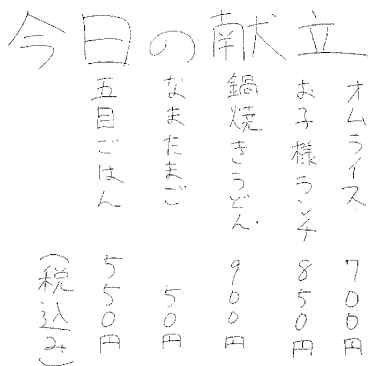 今日の献立
オムライス 700円
お子様ランチ 850円
鍋焼きうどん 900円
なまたまご 50円
五目ごはん 550円
(税込み)